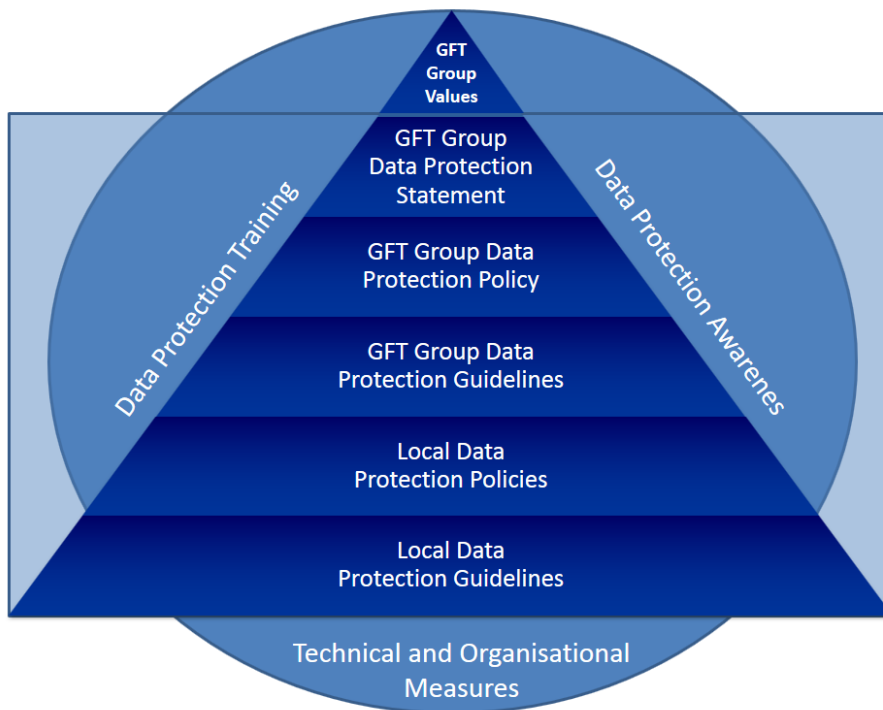 GFT
Group
Values
GFT Group
Data Protection
Statement
Data Protection Training
Data Protection Awarenes
GFT Group Data
Protection Policy
GFT Group Data
Protection Guidelines
Local Data
Protection Policies
Local Data
Protection Guidelines
Technical and Organisational
Measures